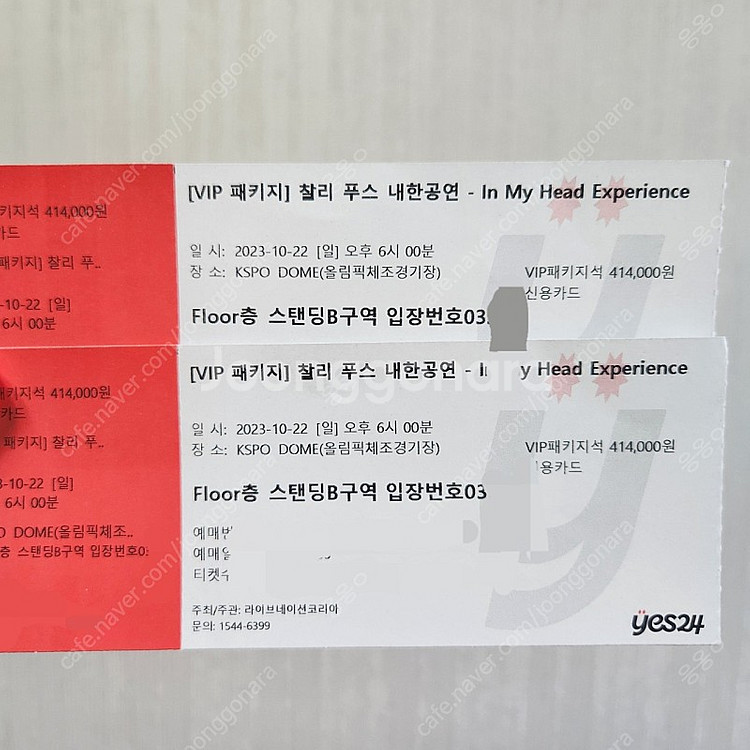 키지석 414,000원
카드
패키지] 찰리 푸..
-10-22 [일]
6시 00분
[VIP 패키지] 찰리 푸스 내한공연 - In My Head Experience
일 시: 2023-10-22 [일] 오후 6시 00분
장 소: KSPO DOME(올림픽체조경기장)
VIP패키지석 414,000원
신용카드
Floor층 스탠딩B구역 입장번호03
키지석 414,000원
카드
패키지] 찰리 푸..
-10-22 [일]
6시 00분
O DOME(올림픽체조..
층 스탠딩B구역 입장번호0
[VIP 패키지] 찰리 푸스 내한공연 - I y Head Experience
일 시: 2023-10-22 [일] 오후 6시 00분
장 소: KSPO DOME(올림픽체조경기장)
VIP패키지석 414,000원
용카드
Floor층 스탠딩B구역 입장번호03
예매
예매
티켓
주최/주관: 라이브네이션코리아
문의: 1544-6399
yes24
Joonggonara
cafe.naver.com/joonggonara